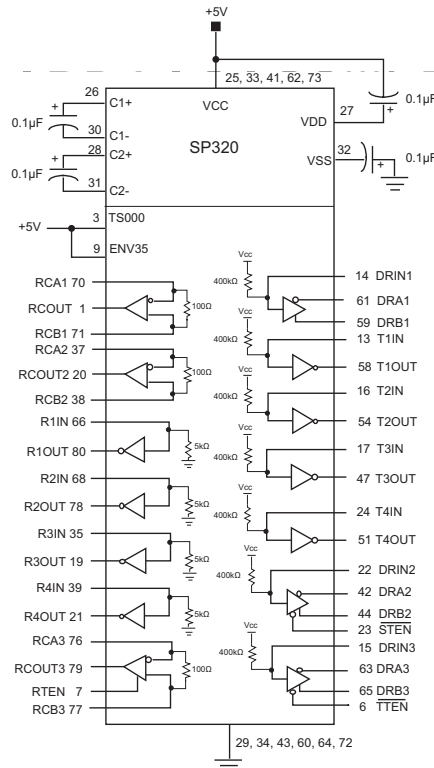 +5V
25, 33, 41, 62, 73
26
C1+
VCC
0.1µF
27
VDD
0.1µF
30
C1-
SP320
28
C2+
32
VSS
0.1µF
0.1µF
31
C2-
+5V
3
TS000
9
ENV35
RCA1 70
RCOUT 1
100Ω
RCB1 71
RCA2 37
RCOUT2 20
100Ω
RCB2 38
R1IN 66
5kΩ
R1OUT 80
R2IN 68
5kΩ
R2OUT 78
R3IN 35
5kΩ
R3OUT 19
R4IN 39
5kΩ
R4OUT 21
RCA3 76
RCOUT3 79
100Ω
RTEN 7
RCB3 77
Vcc
400kΩ
14 DRIN1
61 DRA1
59 DRB1
Vcc
400kΩ
13 T1IN
58 T1OUT
Vcc
400kΩ
16 T2IN
54 T2OUT
Vcc
400kΩ
17 T3IN
47 T3OUT
Vcc
400kΩ
24 T4IN
51 T4OUT
Vcc
400kΩ
22 DRIN2
42 DRA2
44 DRB2
23 STEN
Vcc
400kΩ
15 DRIN3
63 DRA3
65 DRB3
6 TTEN
29, 34, 43, 60, 64, 72